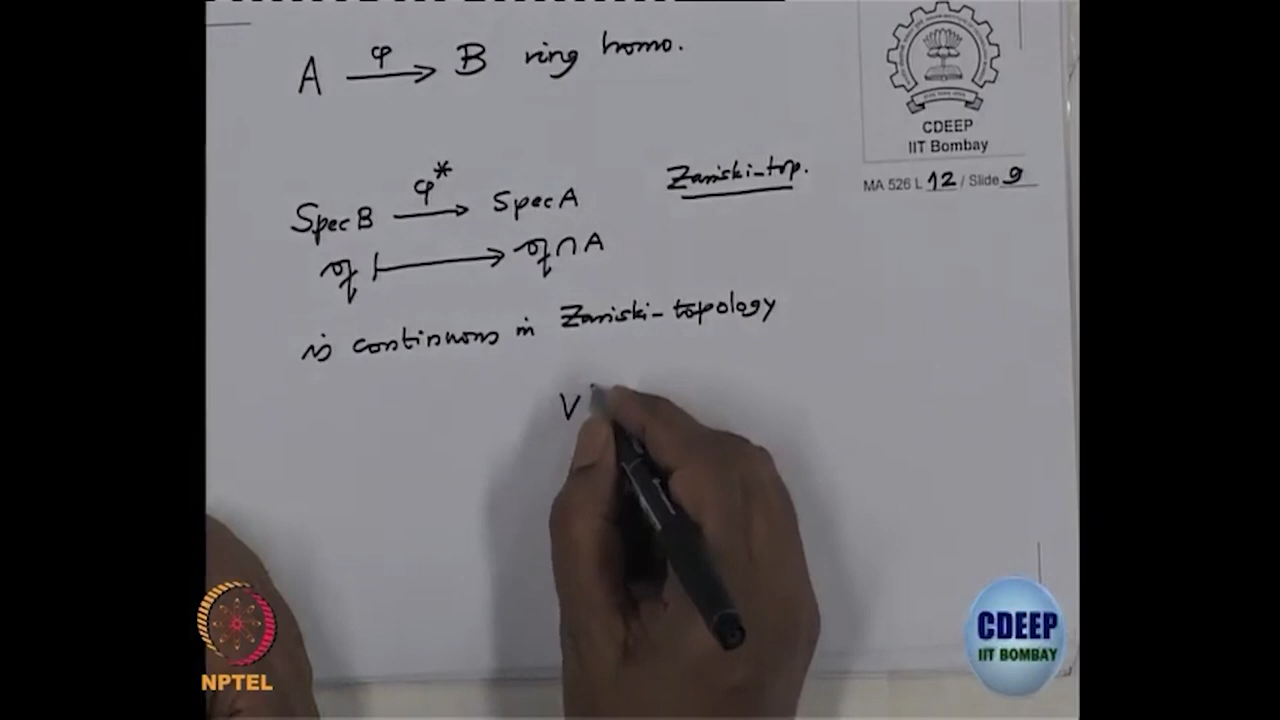 A —φ→ B ring homo.
CDEEP
IIT Bombay
MA 526 L 12 / Slide 9
Spec B —φ*→ Spec A Zariski-top.
𝔮 ⟼ 𝔮 ∩ A
is continuous in Zariski-topology
V
CDEEP
IIT BOMBAY
NPTEL